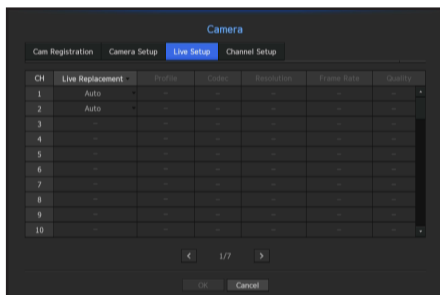 Camera
Cam Registration Camera Setup Live Setup Channel Setup
CH Live Replacement Profile Codec Resolution Frame Rate Quality
1 Auto -- -- -- -- --
2 Auto -- -- -- -- --
3 -- -- -- -- -- --
4 -- -- -- -- -- --
5 -- -- -- -- -- --
6 -- -- -- -- -- --
7 -- -- -- -- -- --
8 -- -- -- -- -- --
9 -- -- -- -- -- --
10 -- -- -- -- -- --
< 1/7 >
OK Cancel